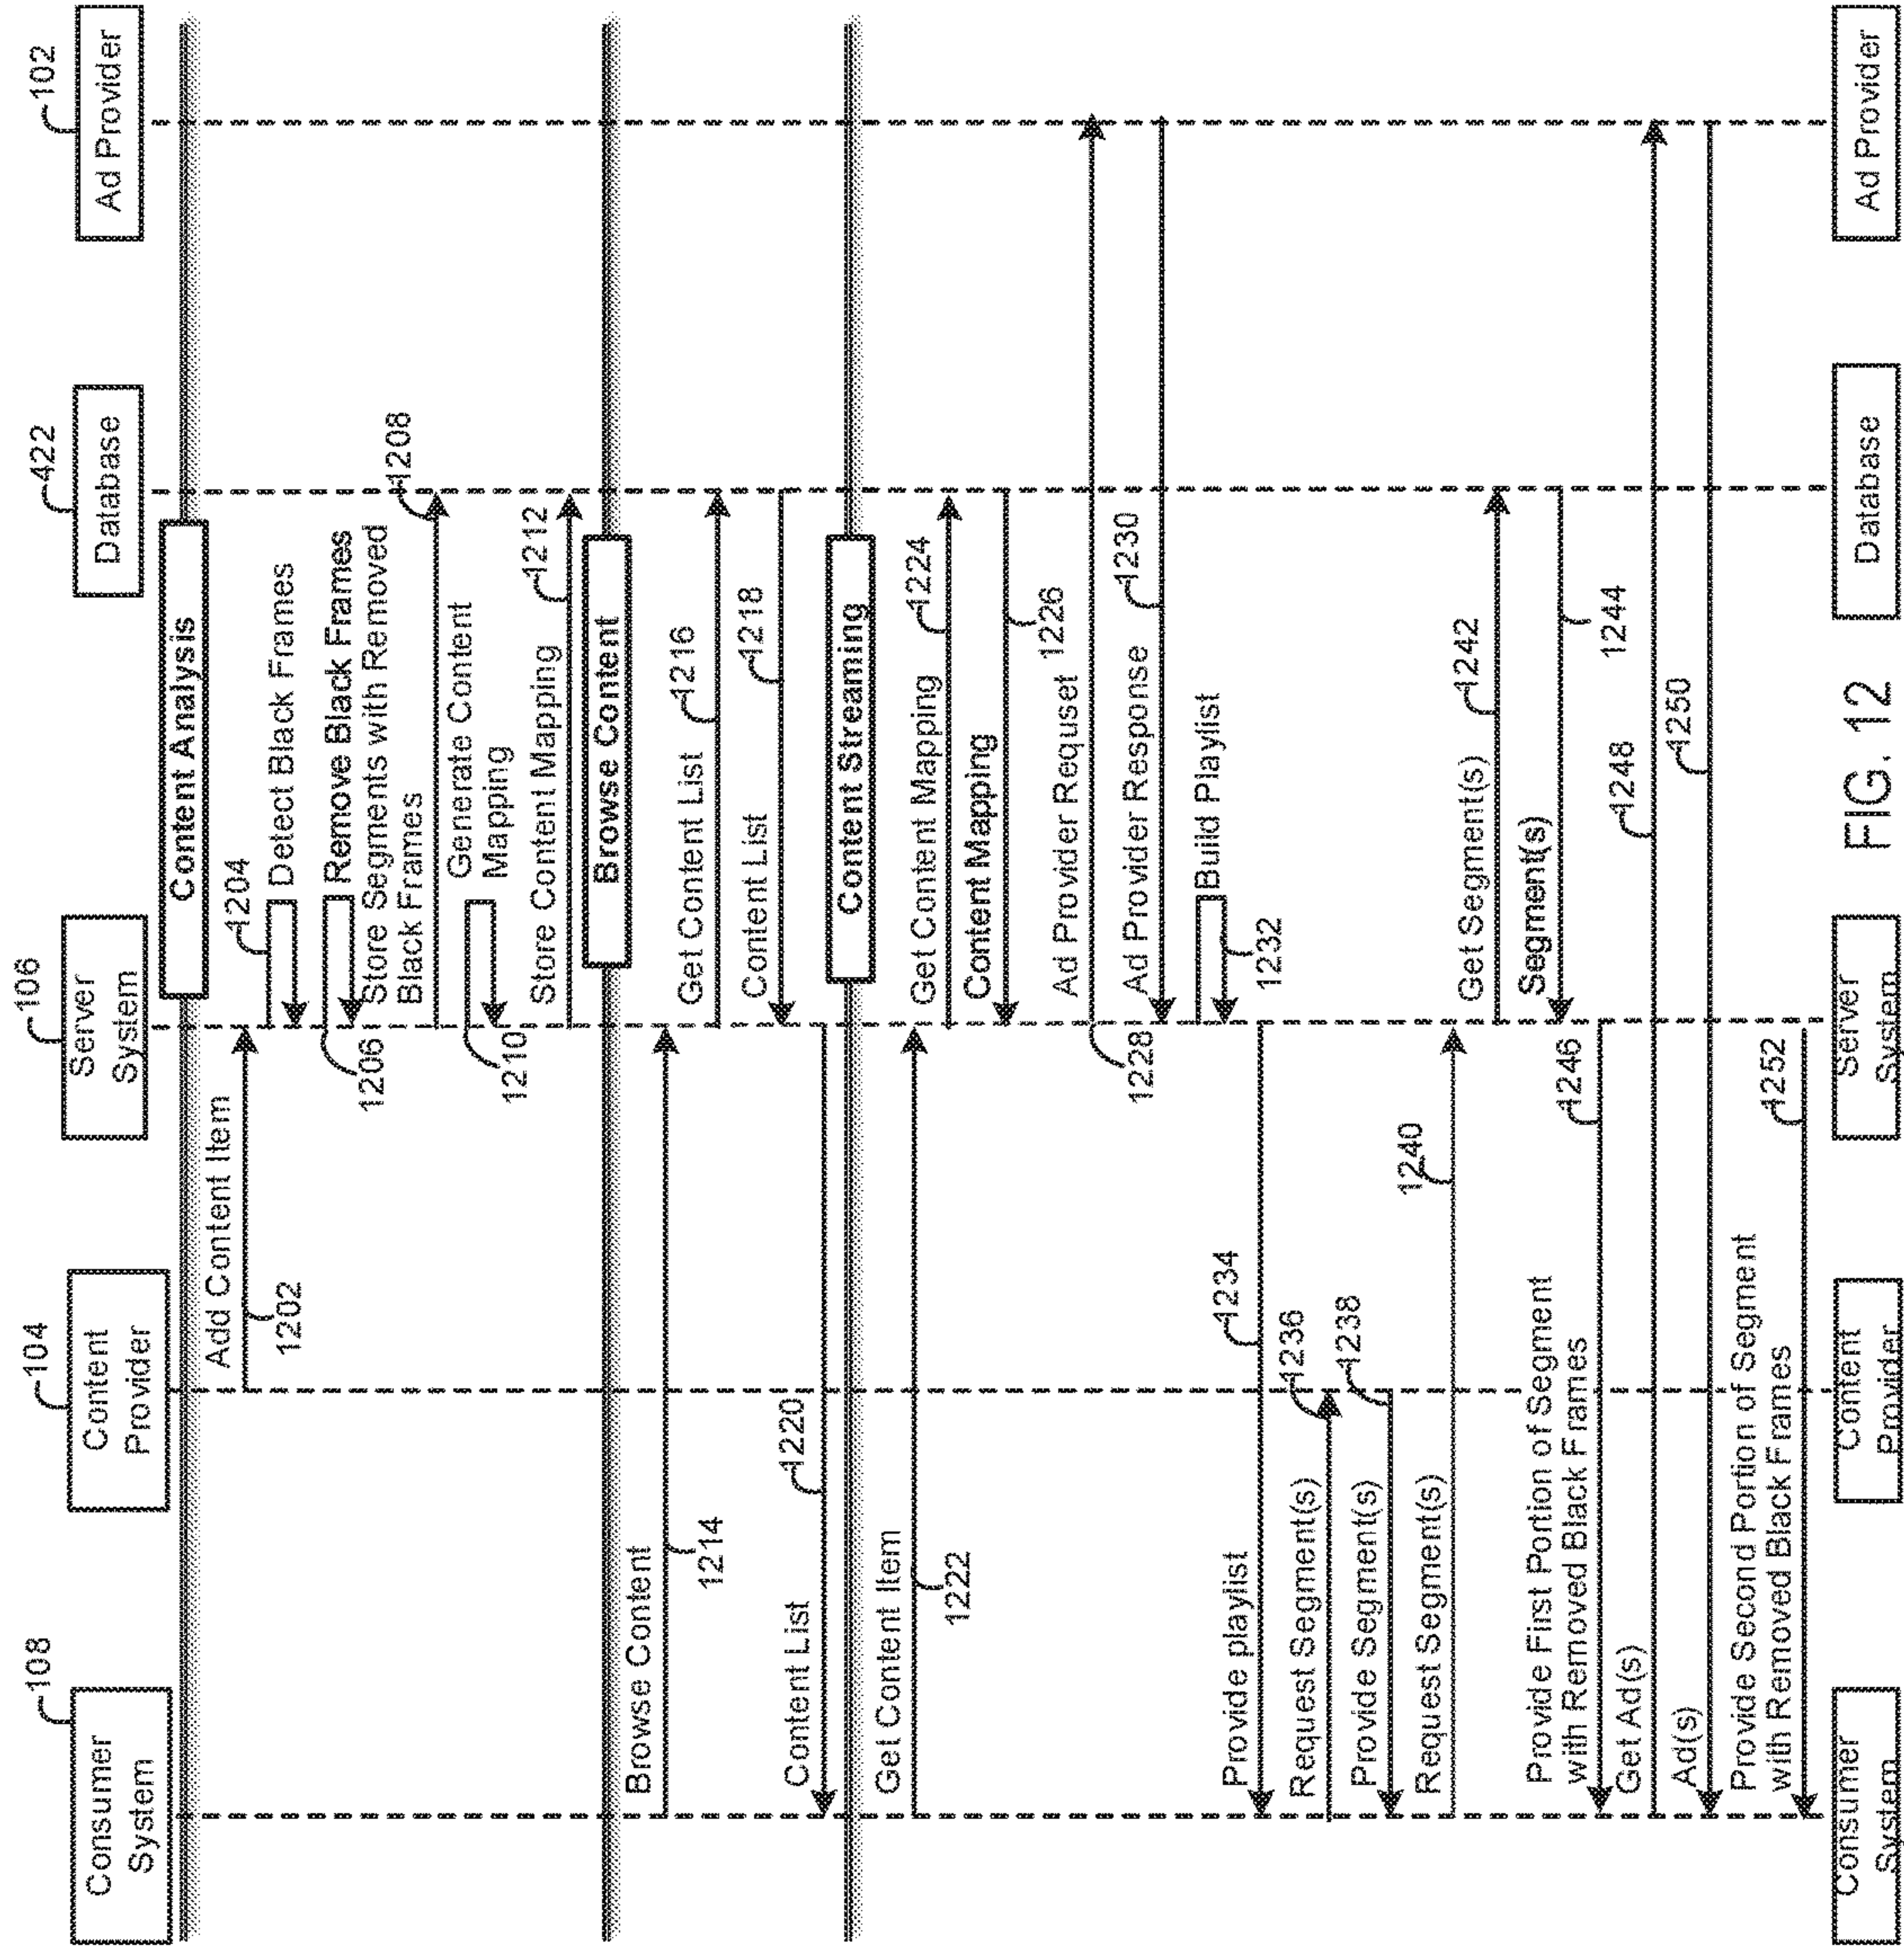 108
104
106
422
102
Consumer
System
Content
Provider
Server
System
Database
Ad Provider
Content Analysis
Add Content Item
1202
1204
Detect Black Frames
Remove Black Frames
1206
Store Segments with Removed
Black Frames
1208
Generate Content
Mapping
1210
Store Content Mapping
1212
Browse Content
Browse Content
1214
Get Content List
1216
Content List
1218
Content List
1220
Content Streaming
Get Content Item
1222
Get Content Mapping
1224
Content Mapping
1226
Ad Provider Requset
1228
Ad Provider Response
1230
Build Playlist
1232
Provide playlist
1234
Request Segment(s)
1236
Provide Segment(s)
1238
Request Segment(s)
1240
Get Segment(s)
1242
Segment(s)
1244
Provide First Portion of Segment
with Removed Black Frames
1246
Get Ad(s)
1248
Ad(s)
1250
Provide Second Portion of Segment
with Removed Black Frames
1252
Consumer
System
Content
Provider
Server
System
Database
Ad Provider
FIG. 12